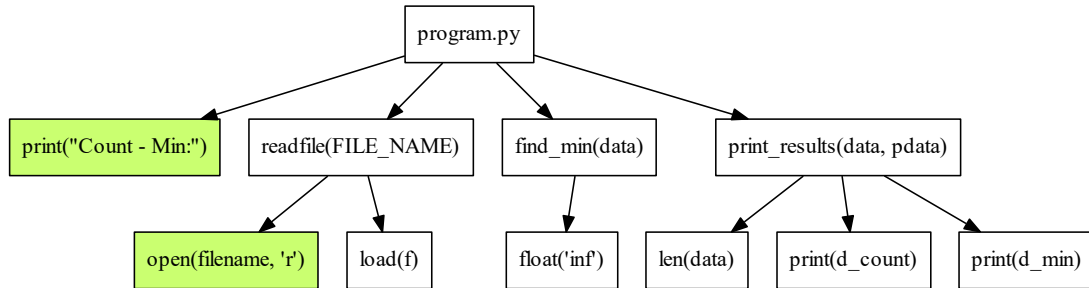 program.py
print("Count - Min:")
readfile(FILE_NAME)
find_min(data)
print_results(data, pdata)
open(filename, 'r')
load(f)
float('inf')
len(data)
print(d_count)
print(d_min)